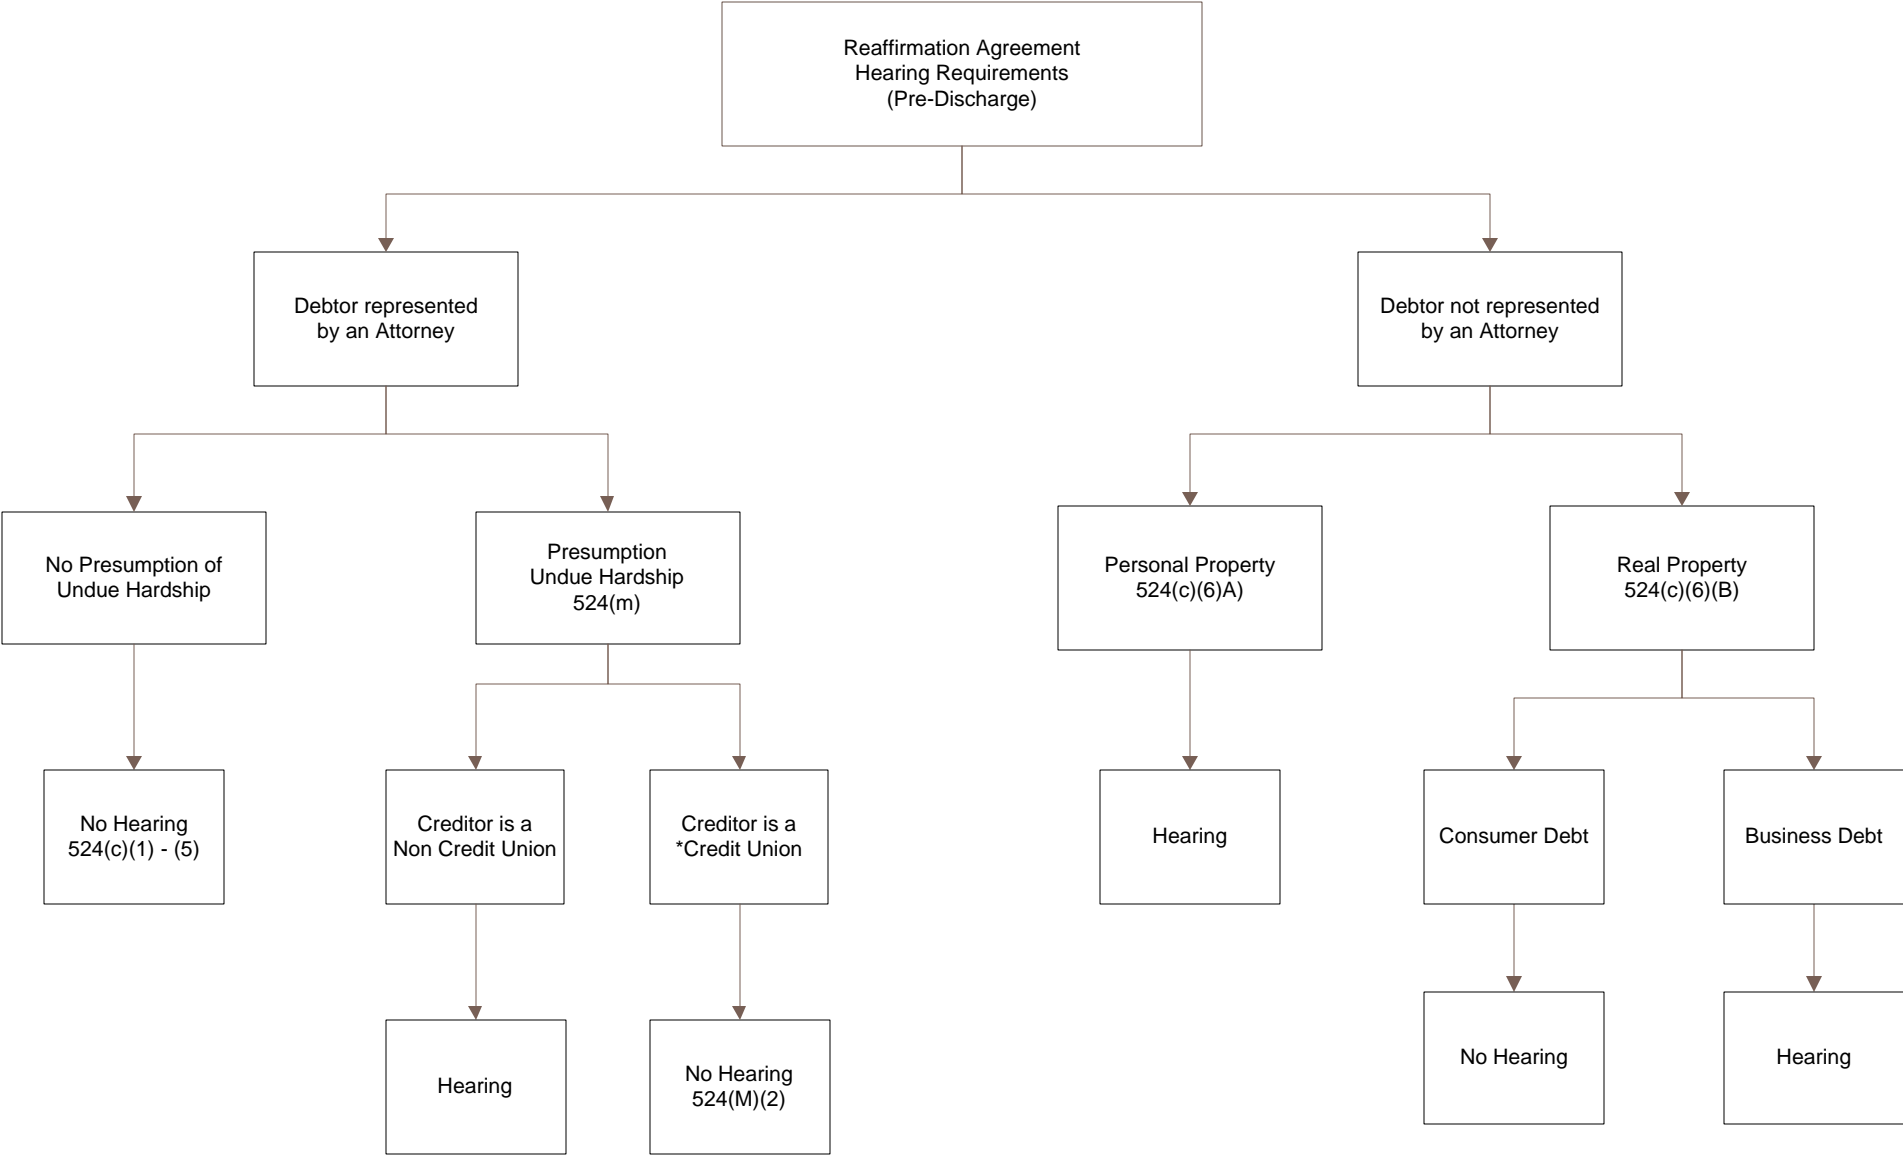 Reaffirmation Agreement
Hearing Requirements
(Pre-Discharge)
Debtor represented
by an Attorney
Debtor not represented
by an Attorney
No Presumption of
Undue Hardship
Presumption
Undue Hardship
524(m)
Personal Property
524(c)(6)A)
Real Property
524(c)(6)(B)
No Hearing
524(c)(1) - (5)
Creditor is a
Non Credit Union
Creditor is a
*Credit Union
Hearing
Consumer Debt
Business Debt
Hearing
No Hearing
524(M)(2)
No Hearing
Hearing